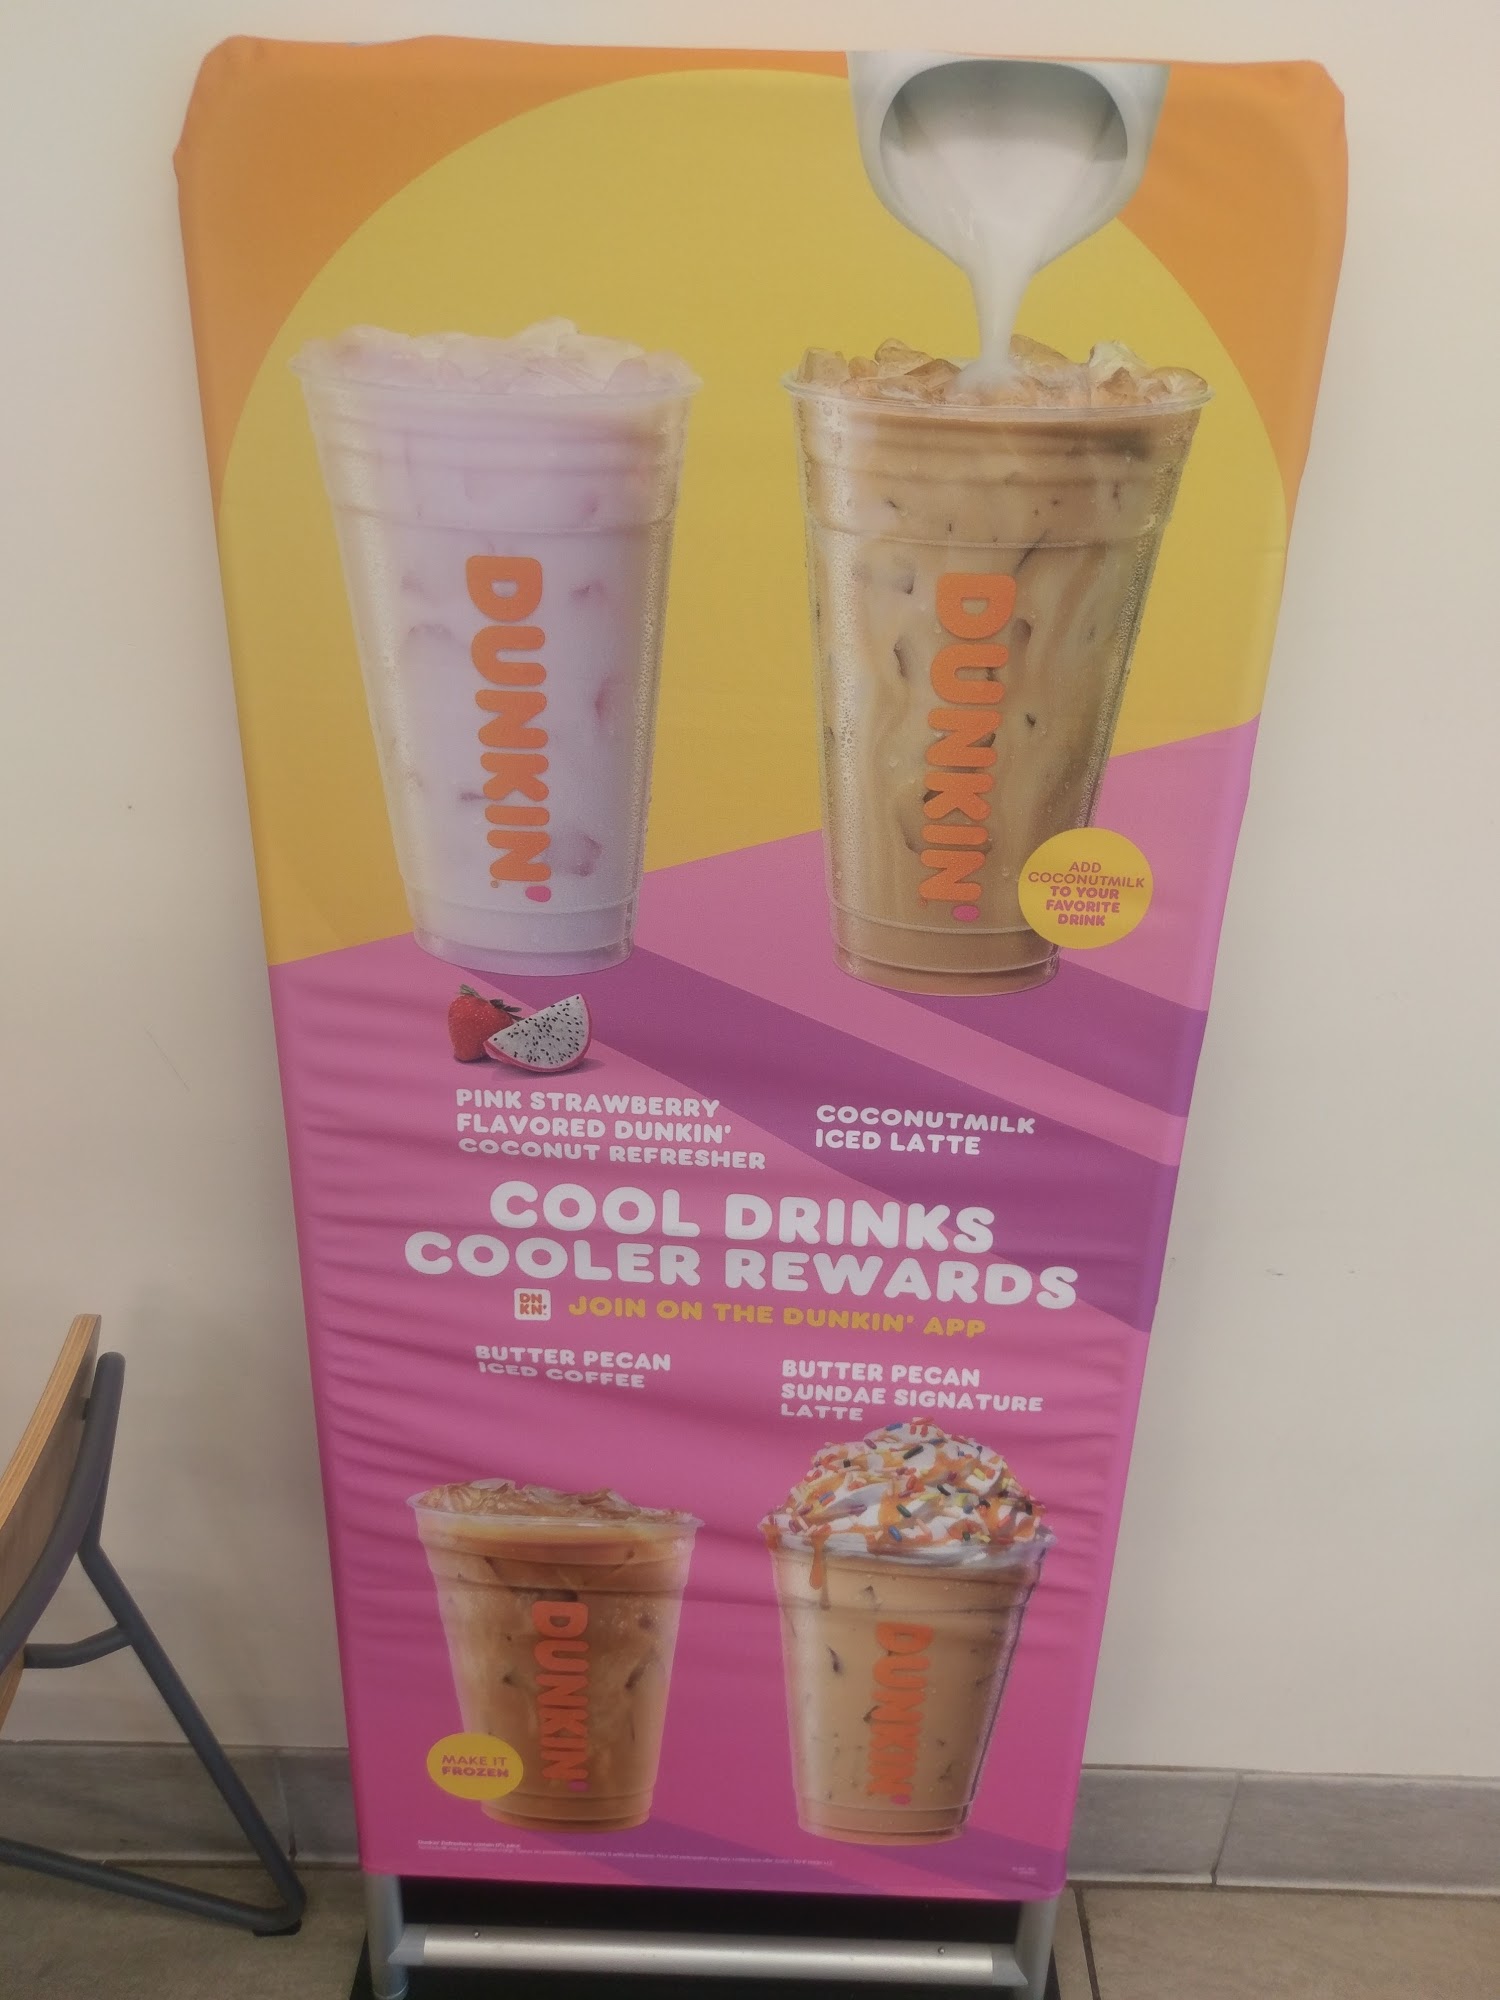 DUNKIN'
DUNKIN'
ADD
COCONUTMILK
TO YOUR
FAVORITE
DRINK
PINK STRAWBERRY
FLAVORED DUNKIN'
COCONUT REFRESHER
COCONUTMILK
ICED LATTE
COOL DRINKS
COOLER REWARDS
DN
KN'
JOIN ON THE DUNKIN' APP
BUTTER PECAN
ICED COFFEE
BUTTER PECAN
SUNDAE SIGNATURE
LATTE
DUNKIN'
DUNKIN'
MAKE IT
FROZEN